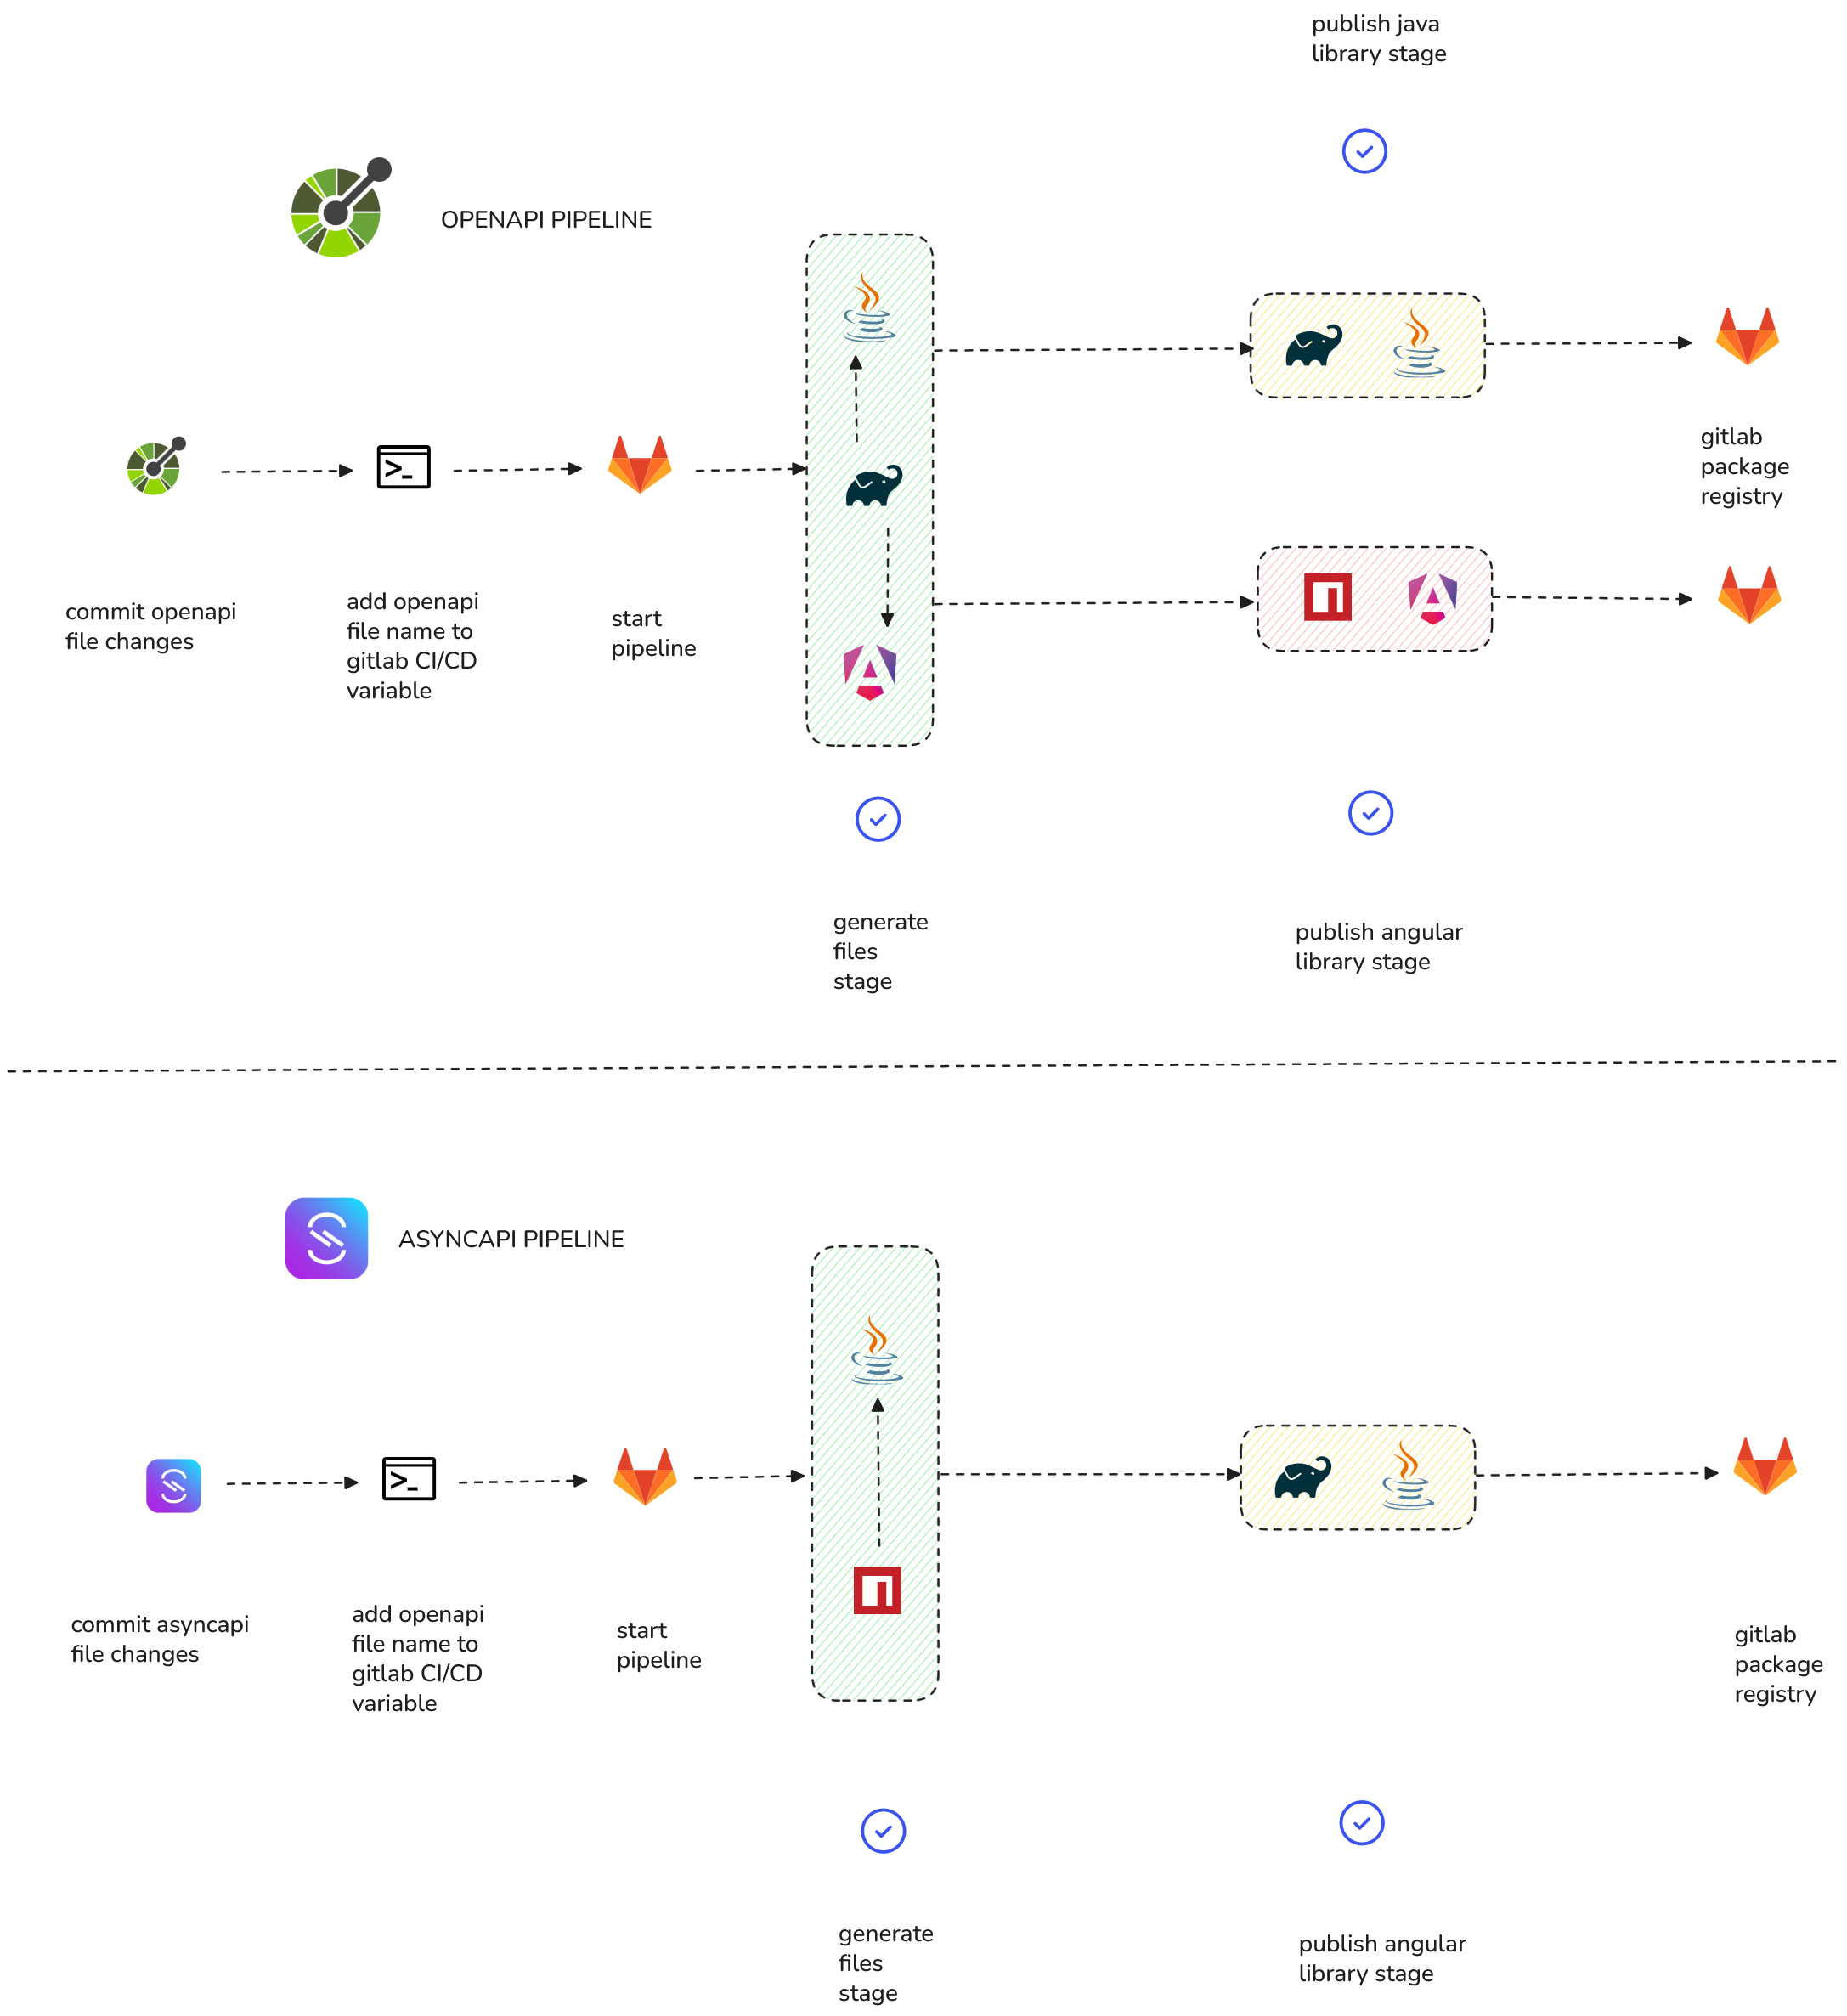 publish java
library stage
OPENAPI PIPELINE
commit openapi
file changes
add openapi
file name to
gitlab CI/CD
variable
start
pipeline
gitlab
package
registry
generate
files
stage
publish angular
library stage
ASYNCAPI PIPELINE
commit asyncapi
file changes
add openapi
file name to
gitlab CI/CD
variable
start
pipeline
gitlab
package
registry
generate
files
stage
publish angular
library stage